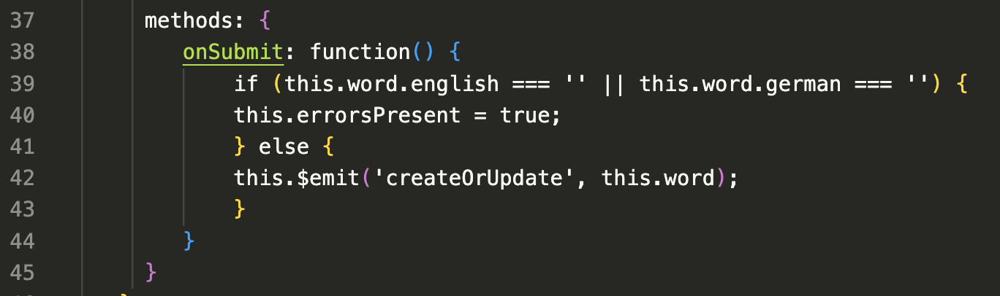 37 methods: {
38 onSubmit: function() {
39 if (this.word.english === '' || this.word.german === '') {
40 this.errorsPresent = true;
41 } else {
42 this.$emit('createOrUpdate', this.word);
43 }
44 }
45 }